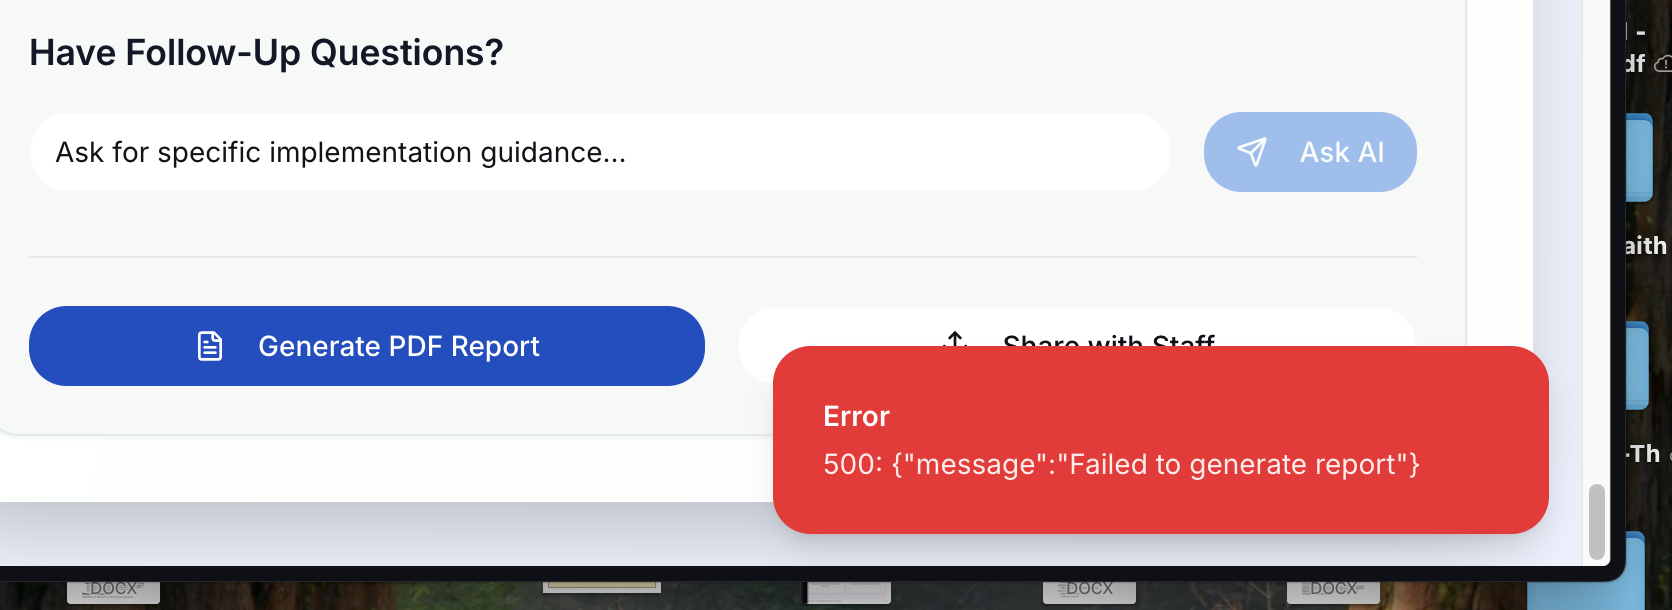 Have Follow-Up Questions?
Ask for specific implementation guidance...
Ask AI
Generate PDF Report
Share with Staff
Error
500: {"message":"Failed to generate report"}
-
df
aith
-Th
DOCX
DOCX
DOCX